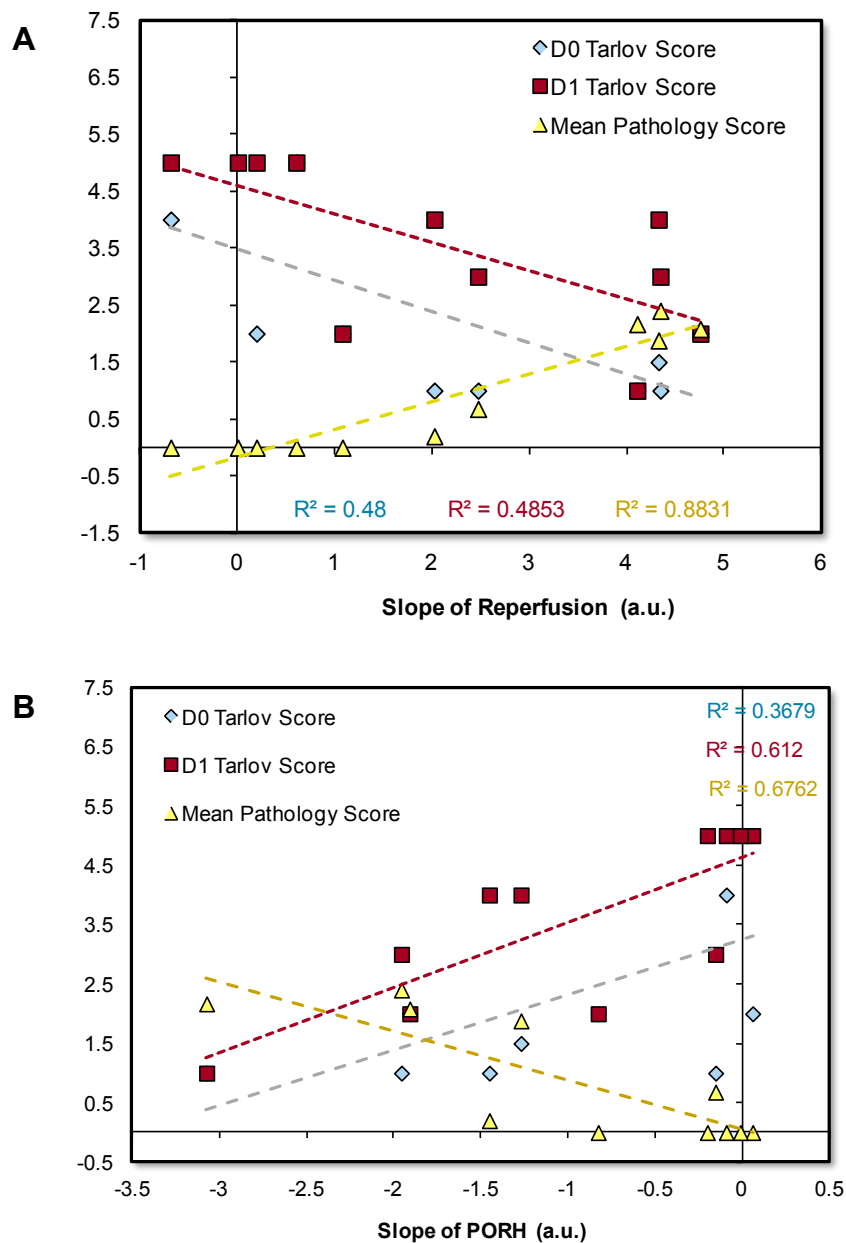 A
7.5
6.5
5.5
4.5
3.5
2.5
1.5
0.5
-0.5
-1.5
D0 Tarlov Score
D1 Tarlov Score
Mean Pathology Score
R² = 0.48
R² = 0.4853
R² = 0.8831
-1 0 1 2 3 4 5 6
Slope of Reperfusion (a.u.)
B
7.5
6.5
5.5
4.5
3.5
2.5
1.5
0.5
-0.5
D0 Tarlov Score
D1 Tarlov Score
Mean Pathology Score
R² = 0.3679
R² = 0.612
R² = 0.6762
-3.5 -3 -2.5 -2 -1.5 -1 -0.5 0 0.5
Slope of PORH (a.u.)